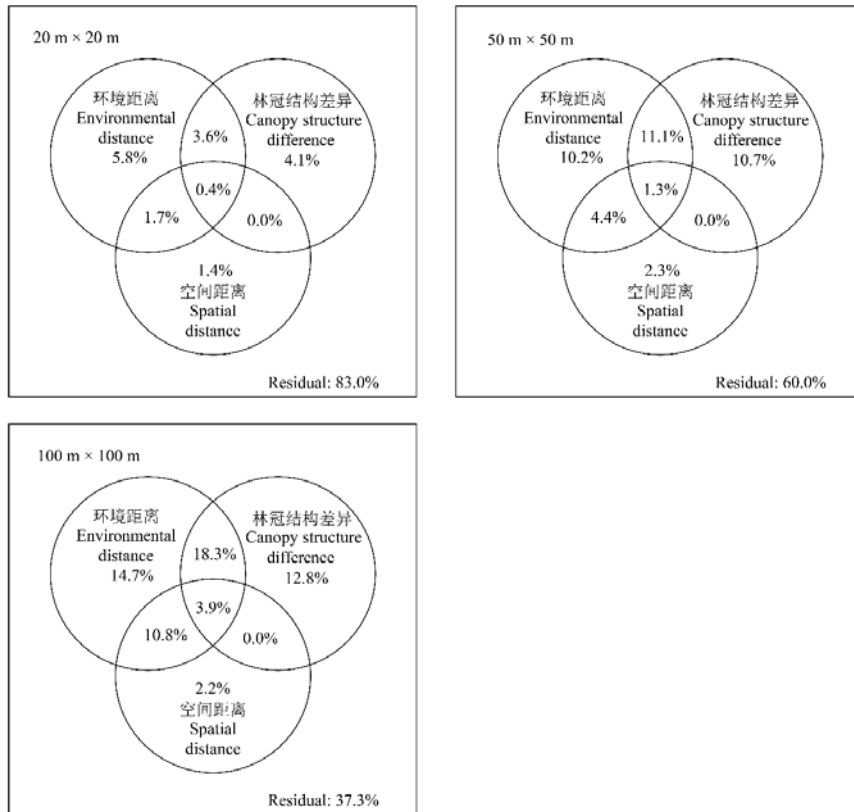 20 m × 20 m
环境距离
Environmental
distance
5.8%
3.6%
林冠结构差异
Canopy structure
difference
4.1%
0.4%
1.7%
0.0%
1.4%
空间距离
Spatial
distance
Residual: 83.0%
50 m × 50 m
环境距离
Environmental
distance
10.2%
11.1%
林冠结构差异
Canopy structure
difference
10.7%
1.3%
4.4%
0.0%
2.3%
空间距离
Spatial
distance
Residual: 60.0%
100 m × 100 m
环境距离
Environmental
distance
14.7%
18.3%
林冠结构差异
Canopy structure
difference
12.8%
3.9%
10.8%
0.0%
2.2%
空间距离
Spatial
distance
Residual: 37.3%